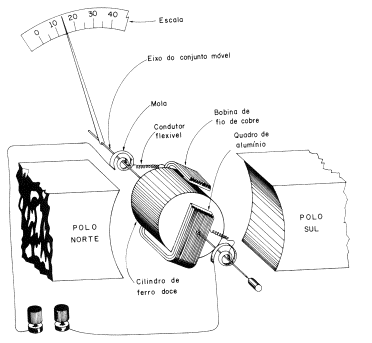 0 10 20 30 40
Escala
Eixo do conjunto móvel
Mola
Condutor
flexivel
Bobina de
fio de cobre
Quadro de
alumínio
POLO
NORTE
POLO
SUL
Cilindro de
ferro doce